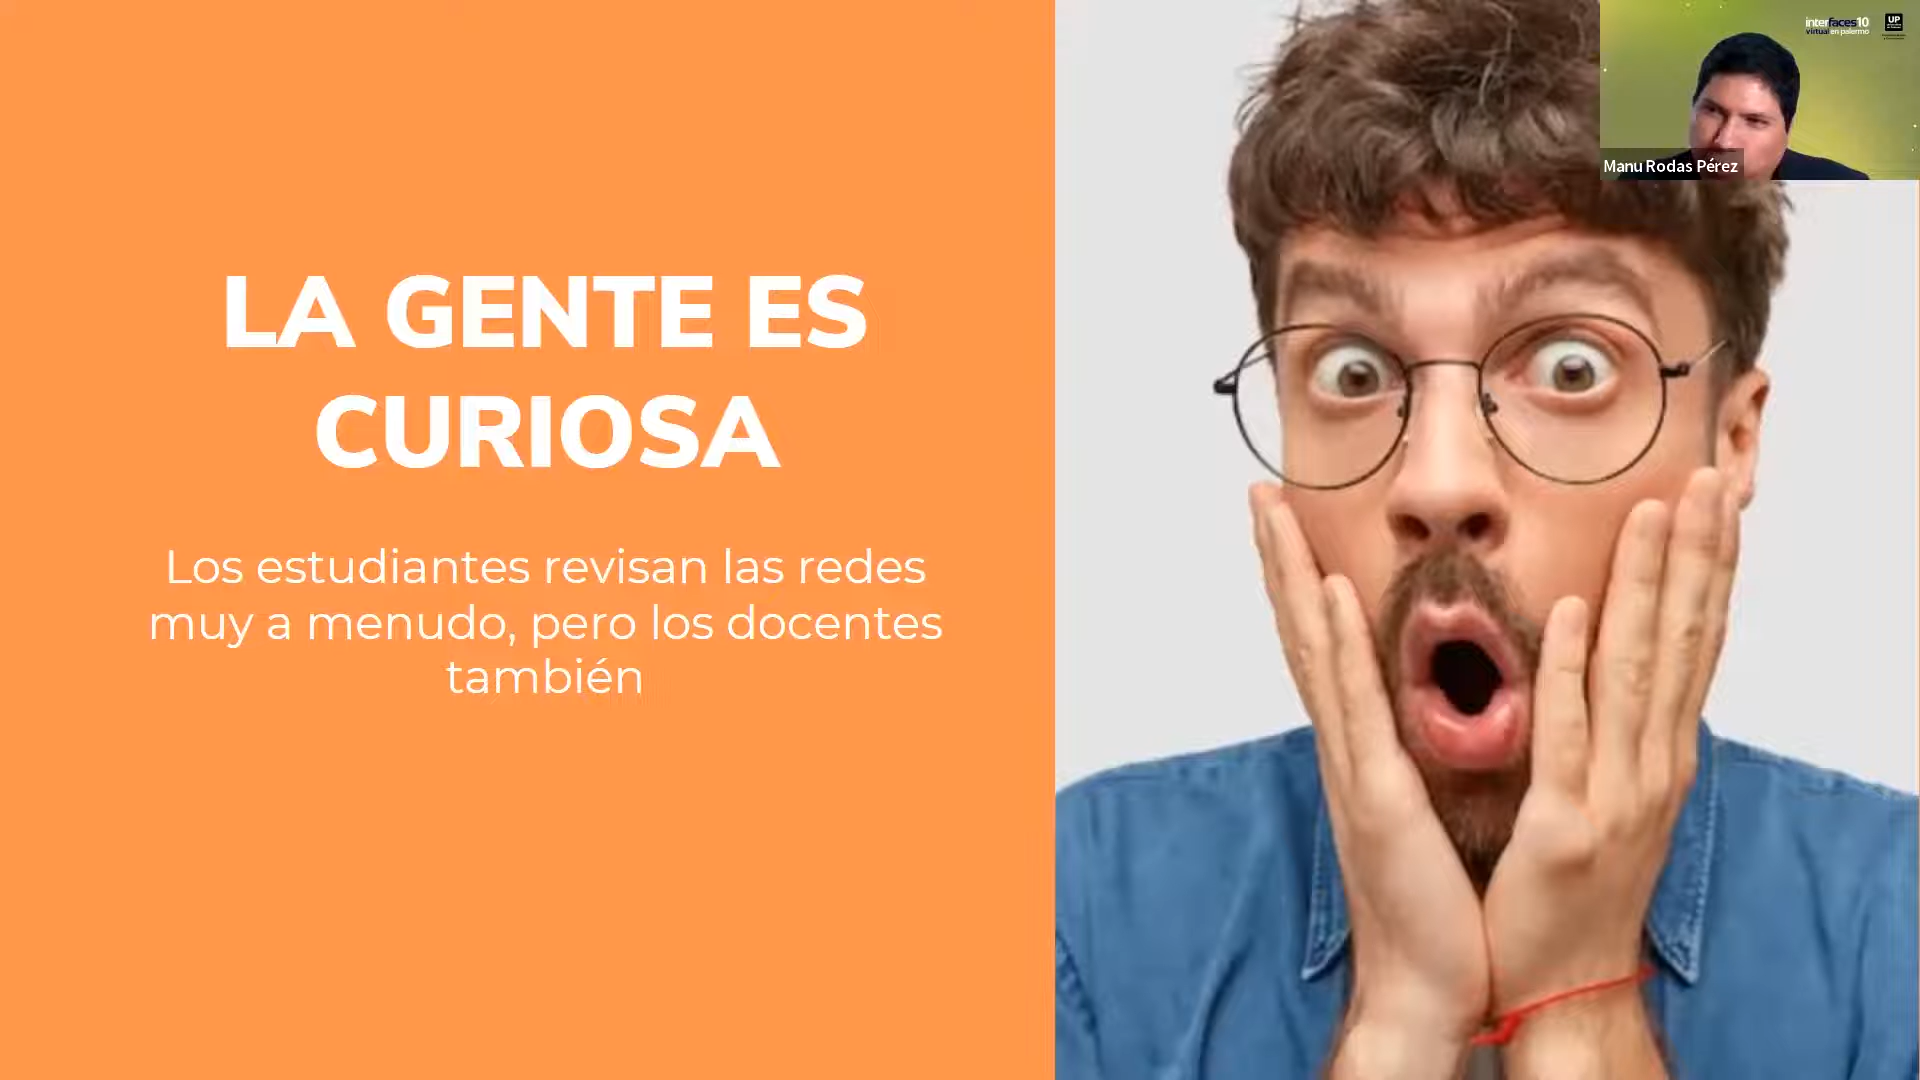 LA GENTE ES
CURIOSA
Los estudiantes revisan las redes
muy a menudo, pero los docentes
también
interfaces10
virtual en palermo
UP
Manu Rodas Pérez